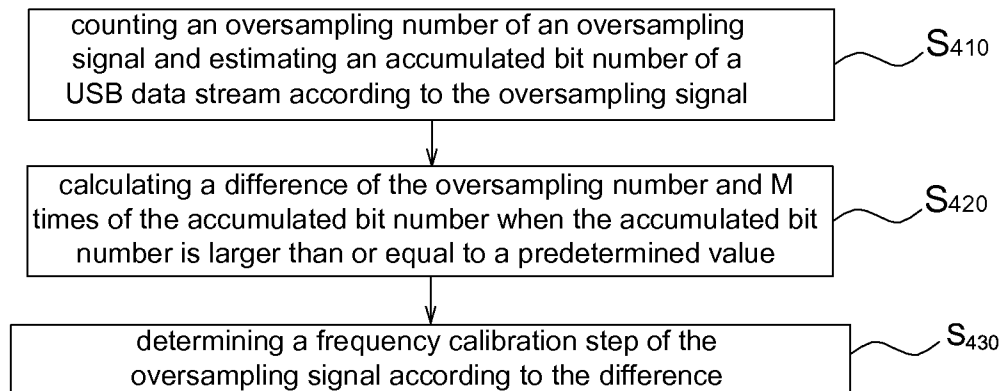 counting an oversampling number of an oversampling
signal and estimating an accumulated bit number of a
USB data stream according to the oversampling signal
S410
calculating a difference of the oversampling number and M
times of the accumulated bit number when the accumulated bit
number is larger than or equal to a predetermined value
S420
determining a frequency calibration step of the
oversampling signal according to the difference
S430